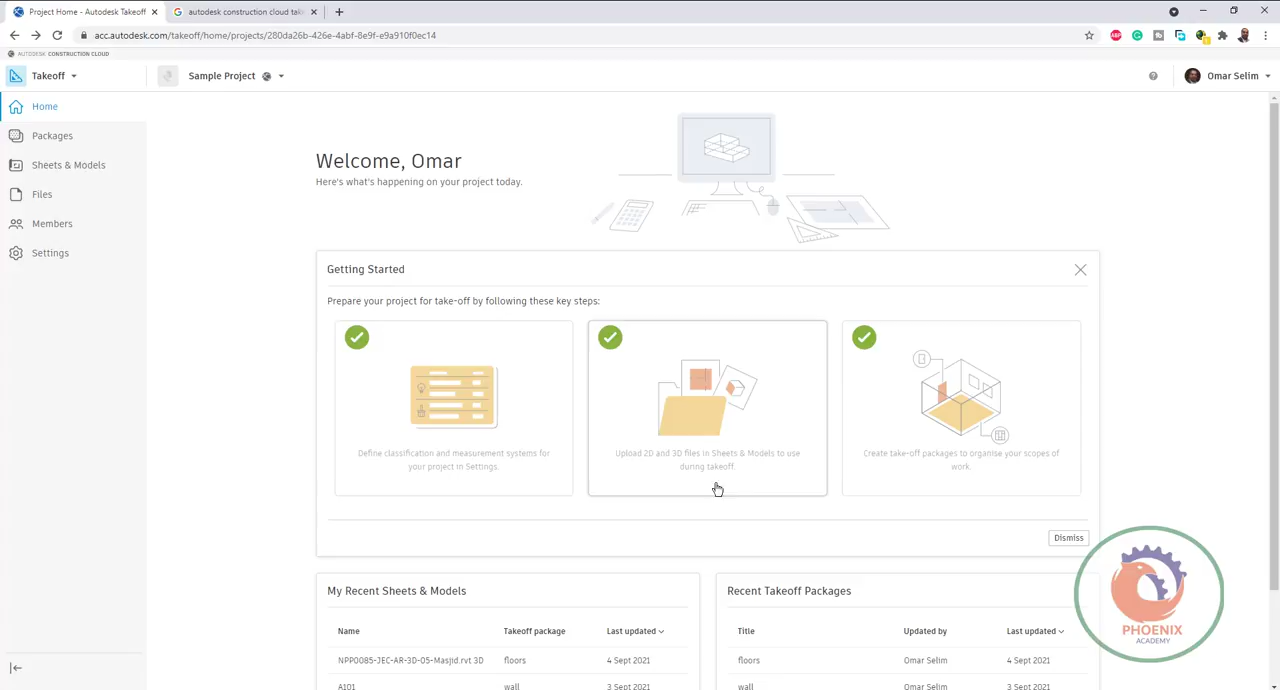 Project Home - Autodesk Takeoff
autodesk construction cloud take
acc.autodesk.com/takeoff/home/projects/280da26b-426e-4abf-8e9f-e9a910f0ec14
ABP
AUTODESK CONSTRUCTION CLOUD
Takeoff
Sample Project
Omar Selim
Home
Packages
Sheets & Models
Files
Members
Settings
Welcome, Omar
Here's what's happening on your project today.
Getting Started
Prepare your project for take-off by following these key steps:
Define classification and measurement systems for
your project in Settings.
Upload 2D and 3D files in Sheets & Models to use
during takeoff.
Create take-off packages to organise your scopes of
work.
Dismiss
My Recent Sheets & Models
Name Takeoff package Last updated
NPP0085-JEC-AR-3D-05-Masjid.rvt 3D floors 4 Sept 2021
A101 wall 3 Sept 2021
Recent Takeoff Packages
Title Updated by Last updated
floors Omar Selim 4 Sept 2021
wall Omar Selim 3 Sept 2021
PHOENIX
ACADEMY